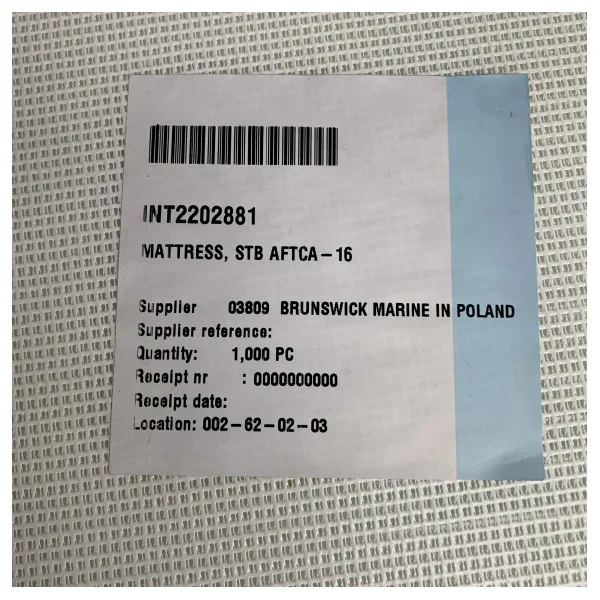 INT2202881
MATTRESS, STB AFTCA-16
Supplier 03809 BRUNSWICK MARINE IN POLAND
Supplier reference:
Quantity: 1,000 PC
Receipt nr : 0000000000
Receipt date:
Location: 002-62-02-03